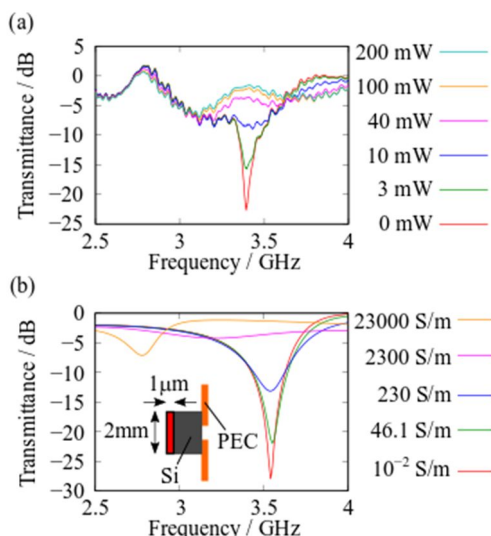 (a)
Transmittance / dB
5
0
−5
−10
−15
−20
−25
2.5
3
3.5
4
Frequency / GHz
200 mW
100 mW
40 mW
10 mW
3 mW
0 mW
(b)
Transmittance / dB
0
−5
−10
−15
−20
−25
−30
2.5
3
3.5
4
Frequency / GHz
1μm
2mm
Si
PEC
23000 S/m
2300 S/m
230 S/m
46.1 S/m
10⁻² S/m